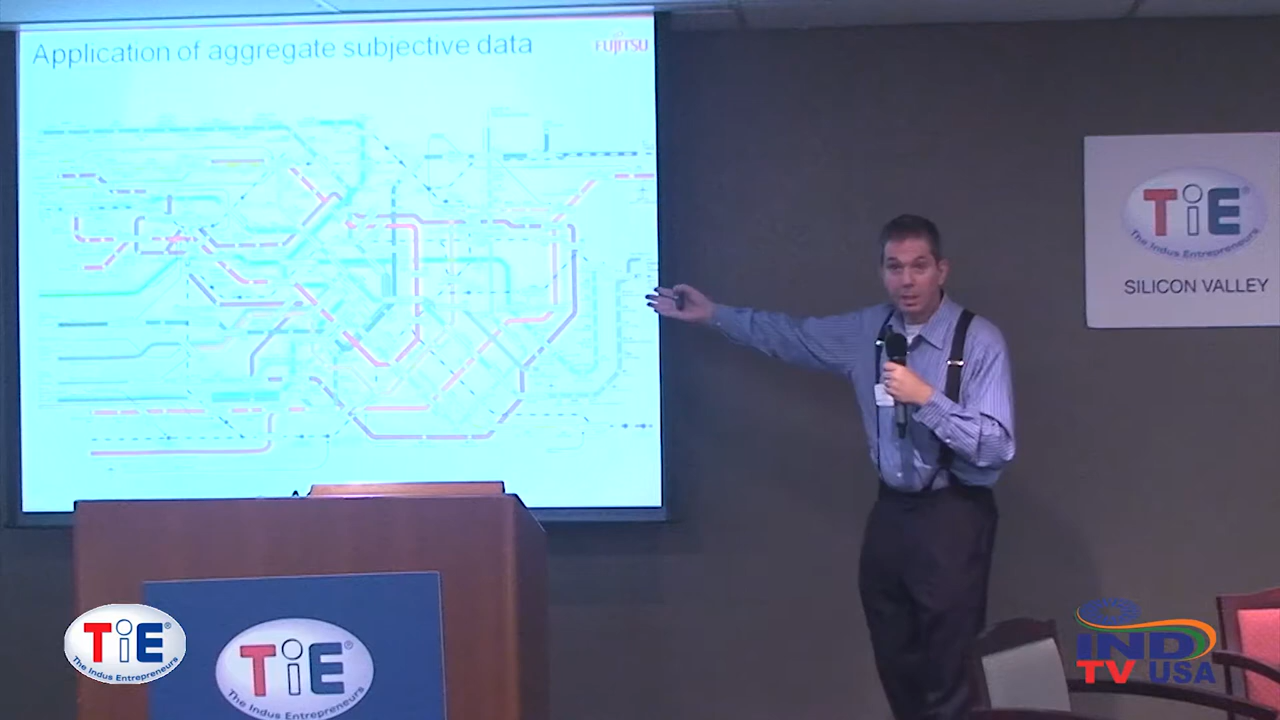 Application of aggregate subjective data
FUJITSU
TiE®
The Indus Entrepreneurs
SILICON VALLEY
TiE®
The Indus Entrepreneurs
TiE®
The Indus Entrepreneurs
IND
TV USA